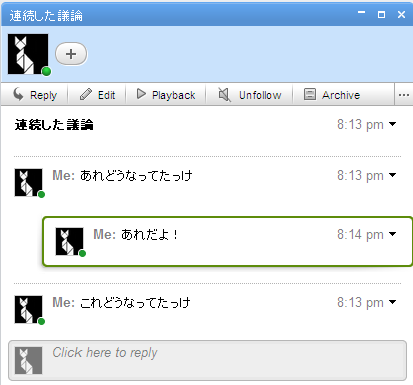 連続した議論
Reply Edit Playback Unfollow Archive
連続した議論 8:13 pm
Me: あれどうなってたっけ 8:13 pm
Me: あれだよ！ 8:14 pm
Me: これどうなってたっけ 8:13 pm
Click here to reply